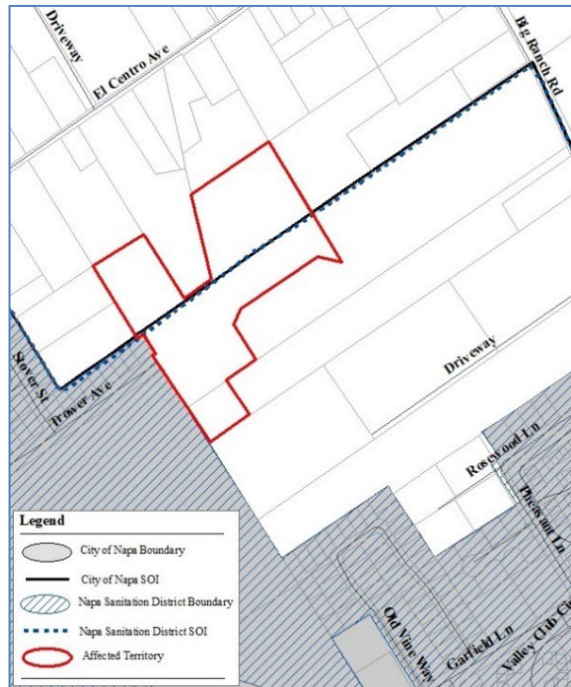 Driveway
El Centro Ave
Big Ranch Rd
Stover St
Trower Ave
Driveway
Rosewood Ln
Pheasant Ln
Old Vine Way
Garfield Ln
Valley Club Cir
Legend
City of Napa Boundary
City of Napa SOI
Napa Sanitation District Boundary
Napa Sanitation District SOI
Affected Territory